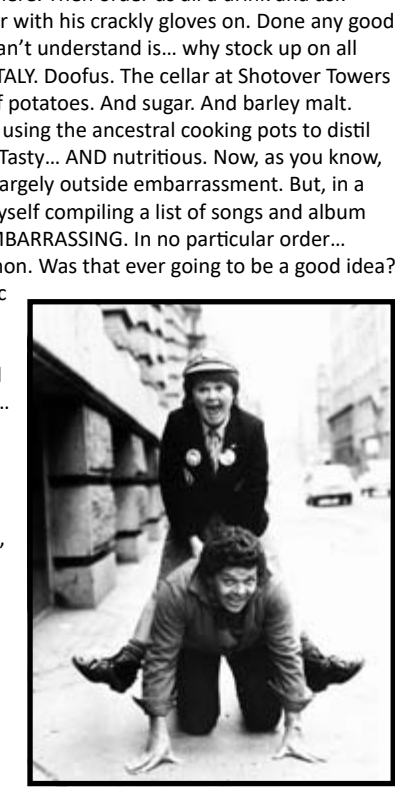 r with his crackly gloves on. Done any good
an't understand is… why stock up on all
TALY. Doofus. The cellar at Shotover Towers
f potatoes. And sugar. And barley malt.
using the ancestral cooking pots to distil
Tasty… AND nutritious. Now, as you know,
argely outside embarrassment. But, in a
yself compiling a list of songs and album
MBARRASSING. In no particular order…
on. Was that ever going to be a good idea?
c
…
,